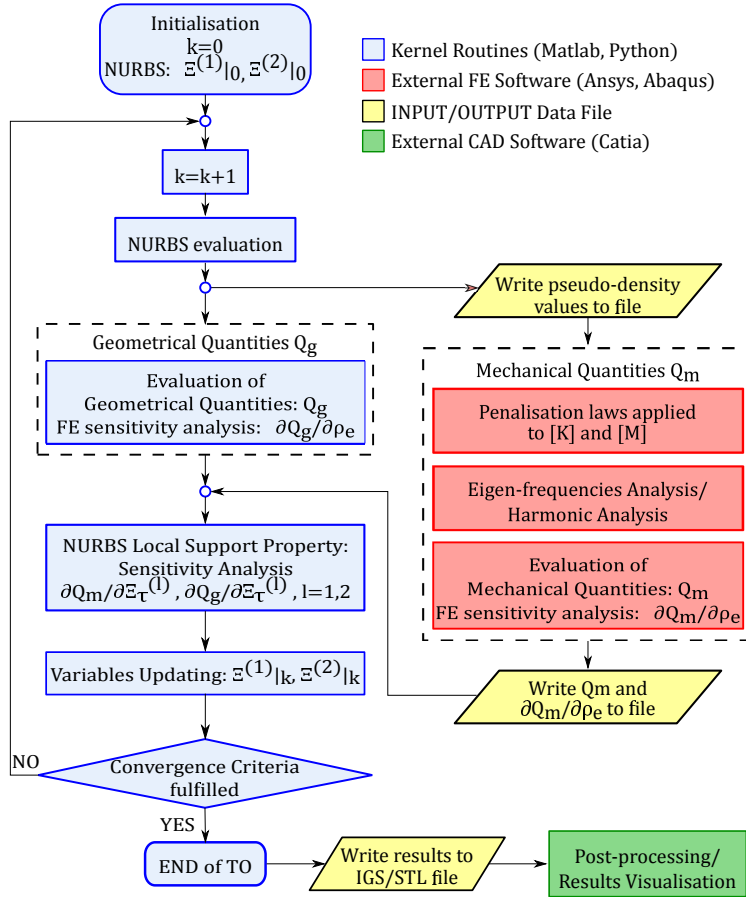 Initialisation
k=0
NURBS: Ξ⁽¹⁾|₀, Ξ⁽²⁾|₀
Kernel Routines (Matlab, Python)
External FE Software (Ansys, Abaqus)
INPUT/OUTPUT Data File
External CAD Software (Catia)
k=k+1
NURBS evaluation
Write pseudo-density
values to file
Geometrical Quantities Qg
Evaluation of
Geometrical Quantities: Qg
FE sensitivity analysis: ∂Qg/∂ρe
Mechanical Quantities Qm
Penalisation laws applied
to [K] and [M]
Eigen-frequencies Analysis/
Harmonic Analysis
Evaluation of
Mechanical Quantities: Qm
FE sensitivity analysis: ∂Qm/∂ρe
NURBS Local Support Property:
Sensitivity Analysis
∂Qm/∂Ξτ⁽ˡ⁾, ∂Qg/∂Ξτ⁽ˡ⁾, l=1,2
Variables Updating: Ξ⁽¹⁾|k, Ξ⁽²⁾|k
Write Qm and
∂Qm/∂ρe to file
Convergence Criteria
fulfilled
NO
YES
END of TO
Write results to
IGS/STL file
Post-processing/
Results Visualisation